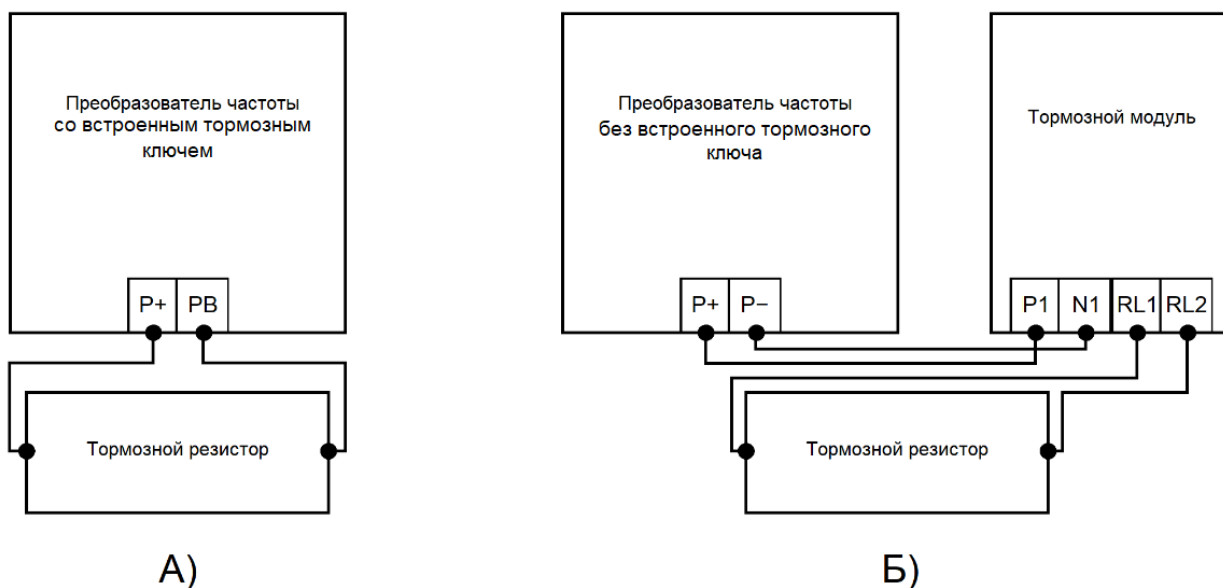 Преобразователь частоты
со встроенным тормозным
ключем
P+ PB
Тормозной резистор
А)
Преобразователь частоты
без встроенного тормозного
ключа
P+ P−
Тормозной модуль
P1 N1 RL1 RL2
Тормозной резистор
Б)